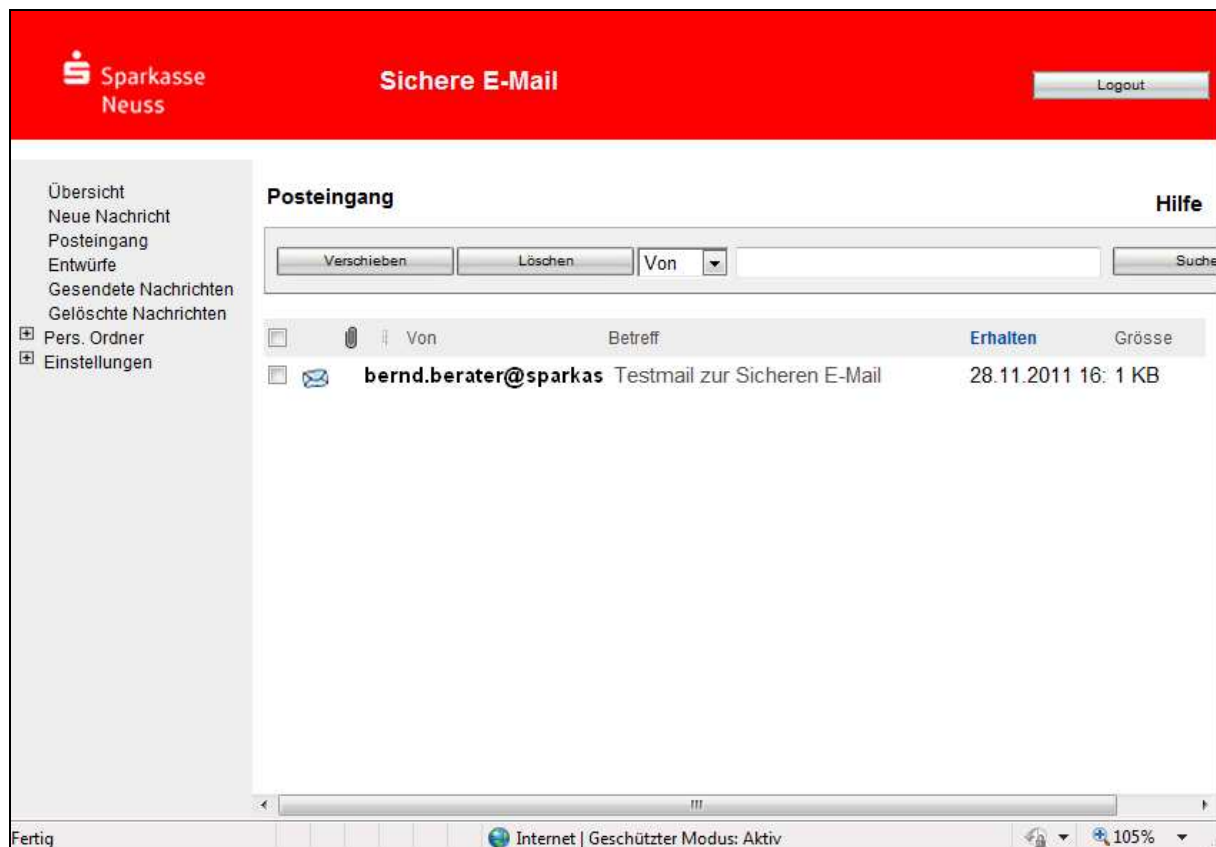 Sparkasse
Neuss
Sichere E-Mail
Logout
Übersicht
Neue Nachricht
Posteingang
Entwürfe
Gesendete Nachrichten
Gelöschte Nachrichten
Pers. Ordner
Einstellungen
Posteingang
Hilfe
Verschieben Löschen Von Suche
Von Betreff Erhalten Grösse
bernd.berater@sparkas Testmail zur Sicheren E-Mail 28.11.2011 16: 1 KB
Fertig Internet | Geschützter Modus: Aktiv 105%